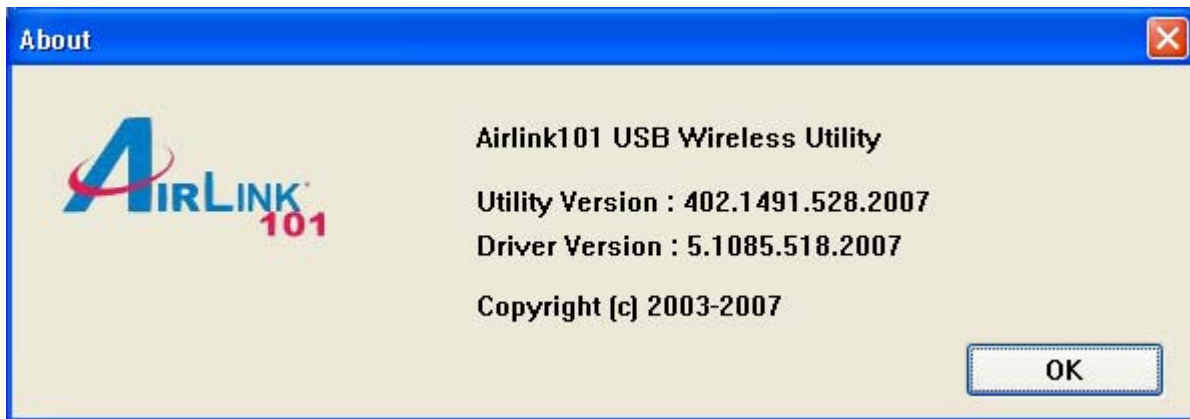 About
AIRLINK
101
Airlink101 USB Wireless Utility
Utility Version : 402.1491.528.2007
Driver Version : 5.1085.518.2007
Copyright (c) 2003-2007
OK